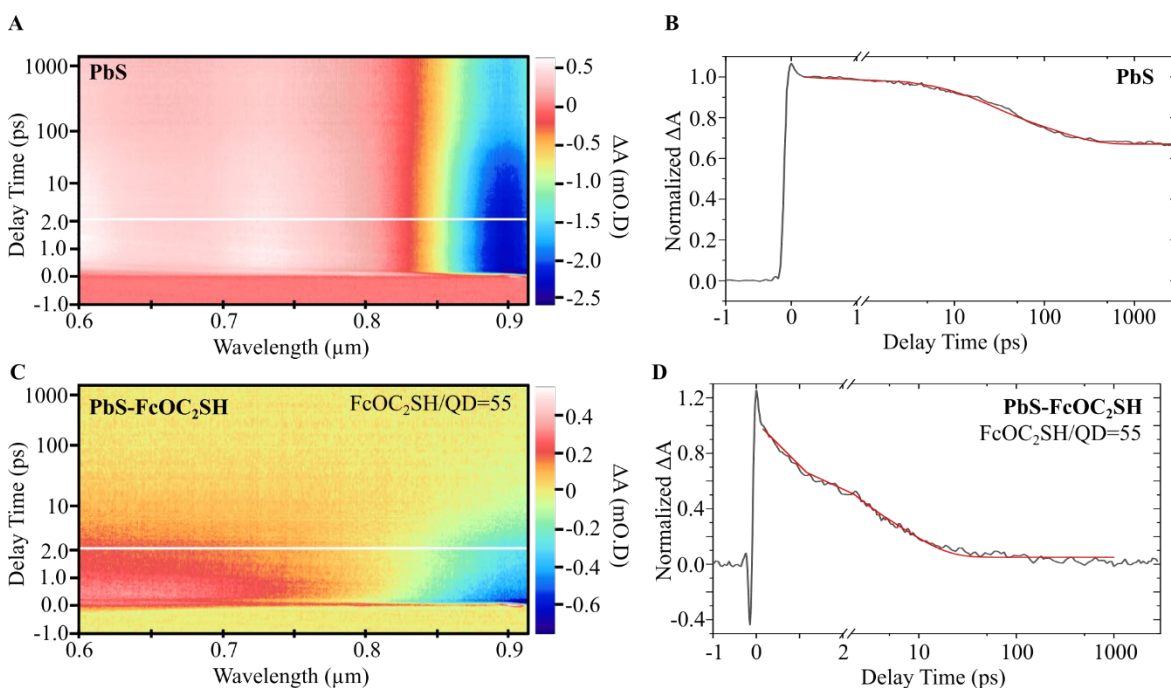 A
PbS
1000
100
10
2.0
1.0
0.0
-1.0
0.6
0.7
0.8
0.9
Delay Time (ps)
Wavelength (µm)
0.5
0
-0.5
-1.0
-1.5
-2.0
-2.5
ΔA (mO.D)
B
PbS
1.0
0.8
0.6
0.4
0.2
0.0
-1
0
1
10
100
1000
Normalized ΔA
Delay Time (ps)
C
PbS-FcOC₂SH
FcOC₂SH/QD=55
1000
100
10
2.0
1.0
0.0
-1.0
0.6
0.7
0.8
0.9
Delay Time (ps)
Wavelength (µm)
0.4
0.2
0
-0.2
-0.4
-0.6
ΔA (mO.D)
D
PbS-FcOC₂SH
FcOC₂SH/QD=55
1.2
0.8
0.4
0.0
-0.4
-1
0
2
10
100
1000
Normalized ΔA
Delay Time (ps)